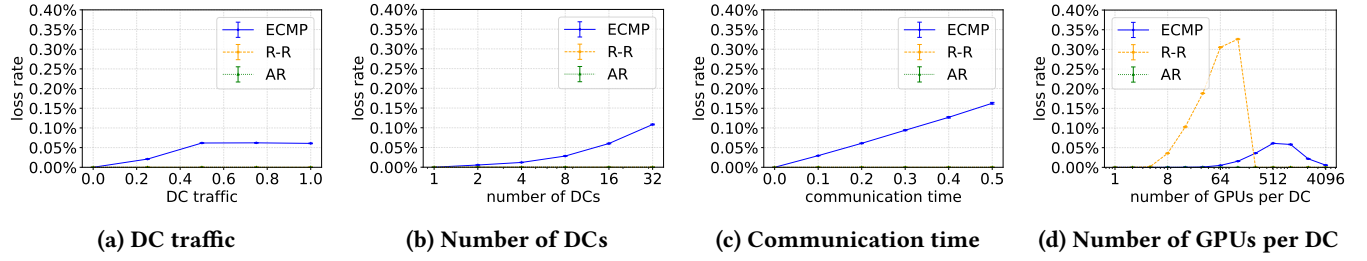 0.40%
0.35%
0.30%
0.25%
0.20%
0.15%
0.10%
0.05%
0.00%
loss rate
ECMP
R-R
AR
0.0 0.2 0.4 0.6 0.8 1.0
DC traffic
(a) DC traffic
0.40%
0.35%
0.30%
0.25%
0.20%
0.15%
0.10%
0.05%
0.00%
loss rate
ECMP
R-R
AR
1 2 4 8 16 32
number of DCs
(b) Number of DCs
0.40%
0.35%
0.30%
0.25%
0.20%
0.15%
0.10%
0.05%
0.00%
loss rate
ECMP
R-R
AR
0.0 0.1 0.2 0.3 0.4 0.5
communication time
(c) Communication time
0.40%
0.35%
0.30%
0.25%
0.20%
0.15%
0.10%
0.05%
0.00%
loss rate
ECMP
R-R
AR
1 8 64 512 4096
number of GPUs per DC
(d) Number of GPUs per DC